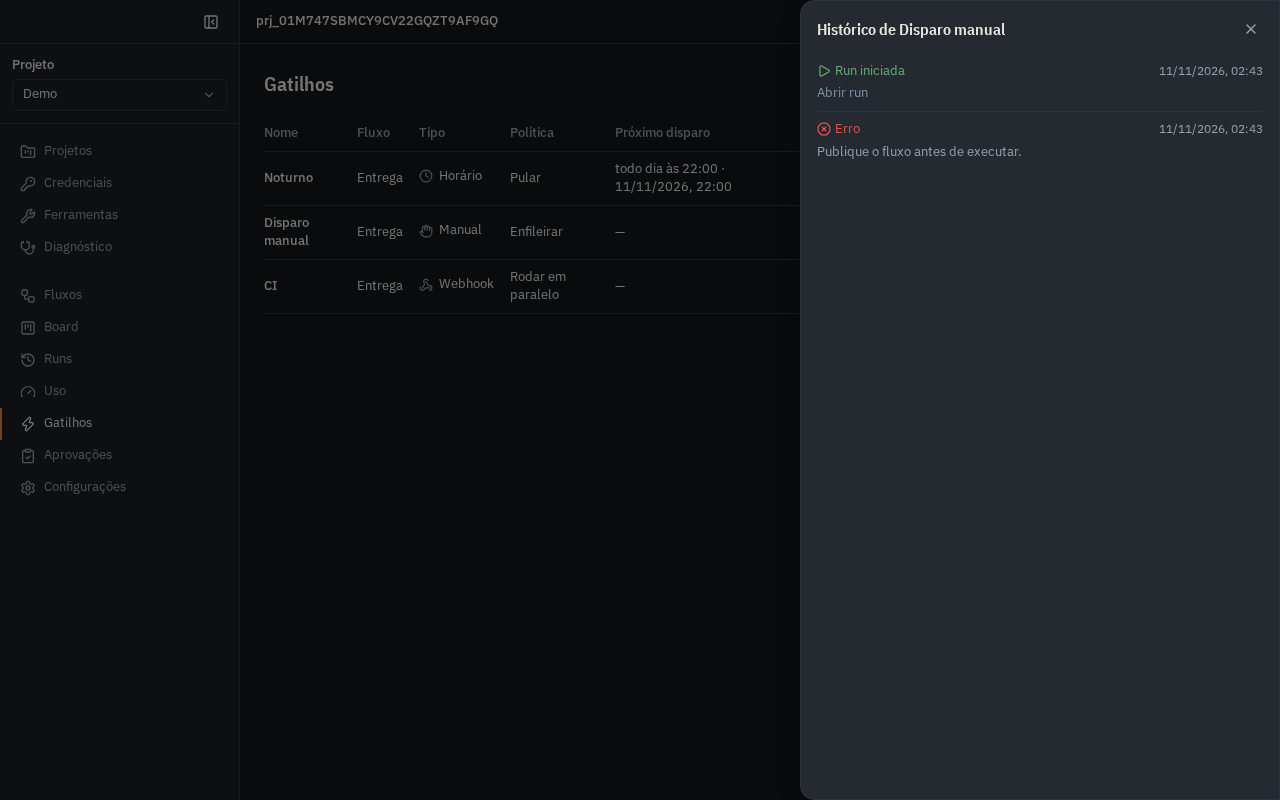 prj_01M747SBMCY9CV22GQZT9AF9GQ
Projeto
Demo
Projetos
Credenciais
Ferramentas
Diagnóstico
Fluxos
Board
Runs
Uso
Gatilhos
Aprovações
Configurações
Gatilhos
Nome Fluxo Tipo Política Próximo disparo
Noturno Entrega Horário Pular todo dia às 22:00 ·
11/11/2026, 22:00
Disparo
manual Entrega Manual Enfileirar —
CI Entrega Webhook Rodar em
paralelo —
Histórico de Disparo manual
Run iniciada 11/11/2026, 02:43
Abrir run
Erro 11/11/2026, 02:43
Publique o fluxo antes de executar.